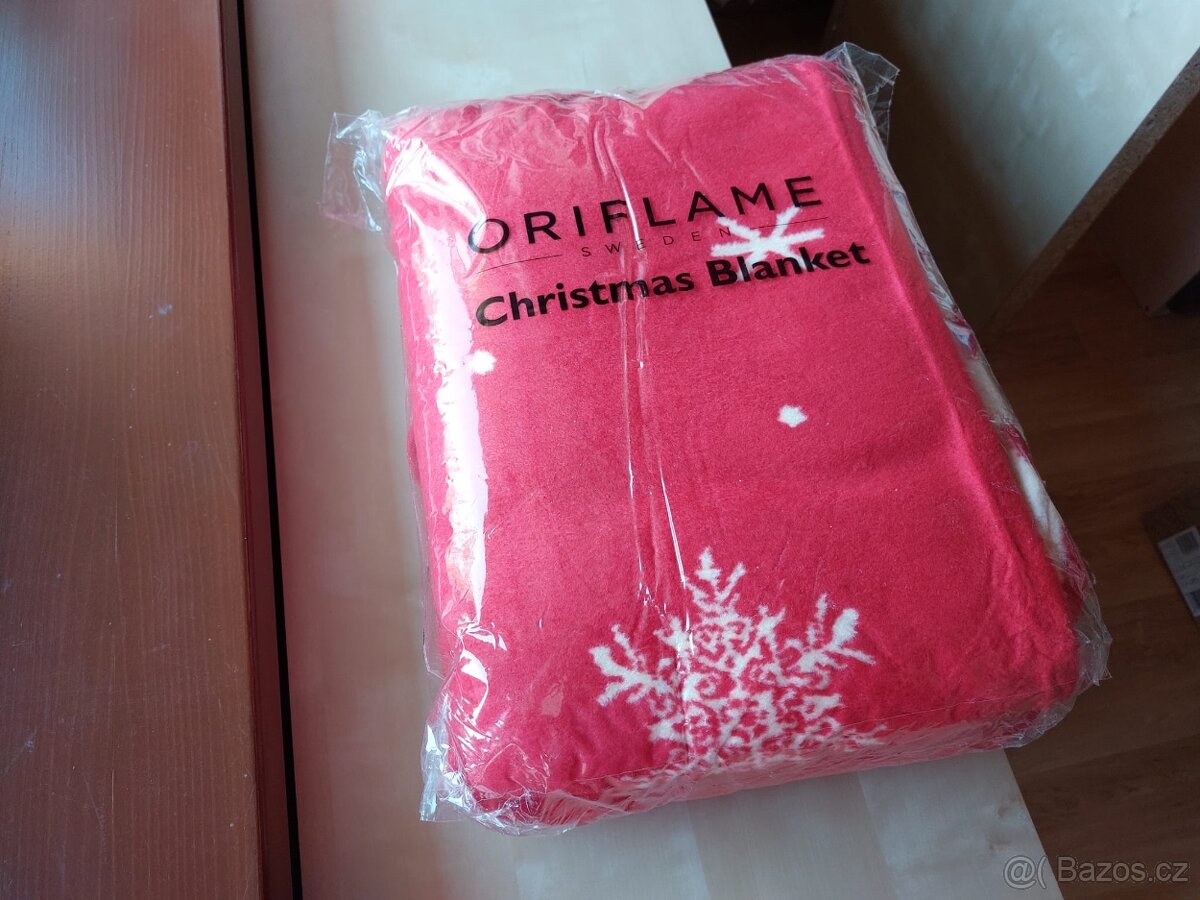 ORIFLAME
SWEDEN
Christmas Blanket
@( Bazos.cz